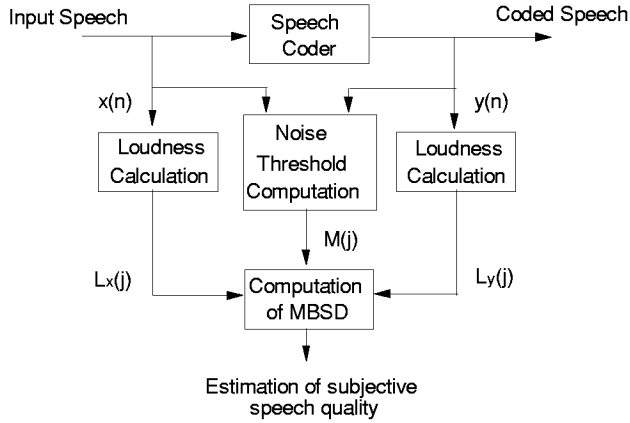 Input Speech
Speech
Coder
Coded Speech
x(n)
y(n)
Loudness
Calculation
Noise
Threshold
Computation
Loudness
Calculation
M(j)
Lx(j)
Ly(j)
Computation
of MBSD
Estimation of subjective
speech quality